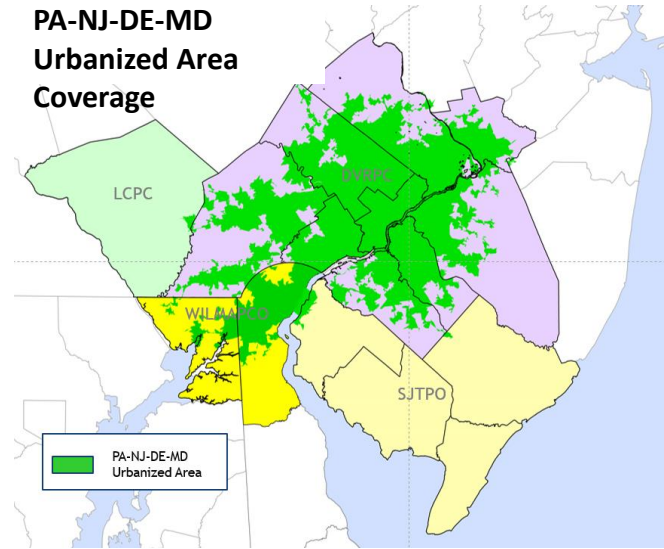 PA-NJ-DE-MD
Urbanized Area
Coverage
DVRPC
LCPC
WILMAPCO
SJTPO
PA-NJ-DE-MD
Urbanized Area